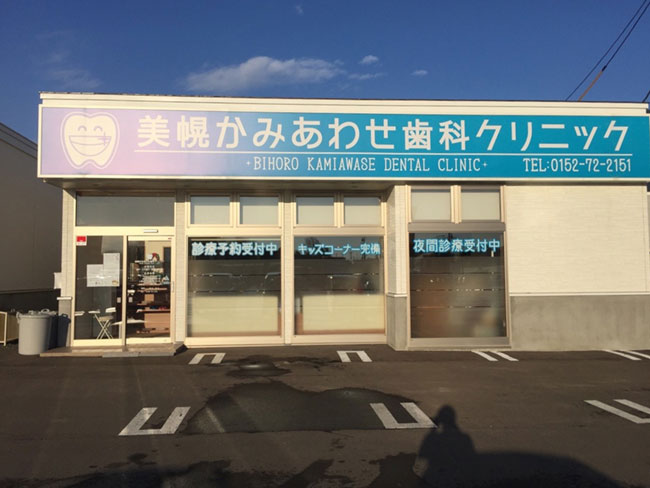 美幌かみあわせ歯科クリニック
BIHORO KAMIAWASE DENTAL CLINIC
TEL:0152-72-2151
診療予約受付中
キッズコーナー完備
夜間診療受付中